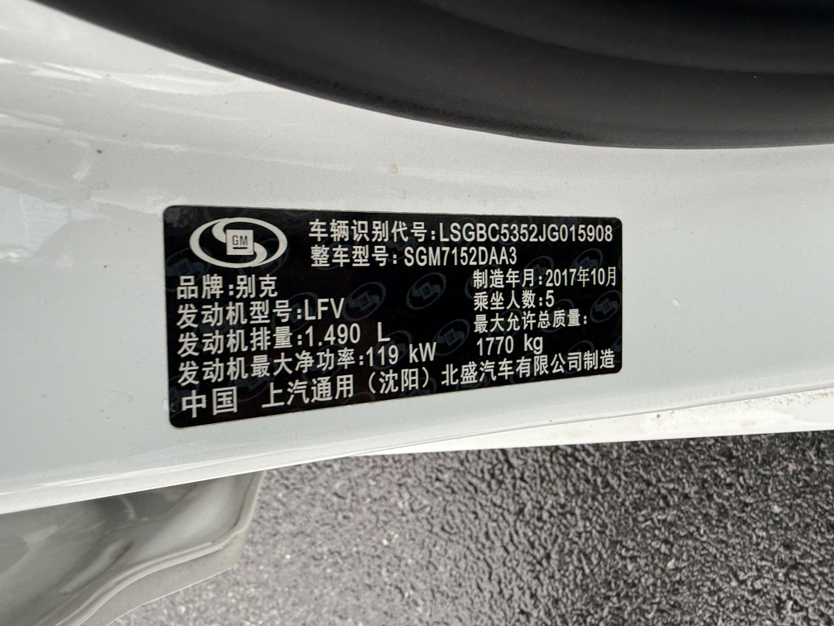 GM
车辆识别代号:LSGBC5352JG015908
整车型号:SGM7152DAA3
品牌:别克
制造年月:2017年10月
发动机型号:LFV
乘坐人数:5
发动机排量:1.490 L
最大允许总质量:
1770 kg
发动机最大净功率:119 kW
中国 上汽通用（沈阳）北盛汽车有限公司制造